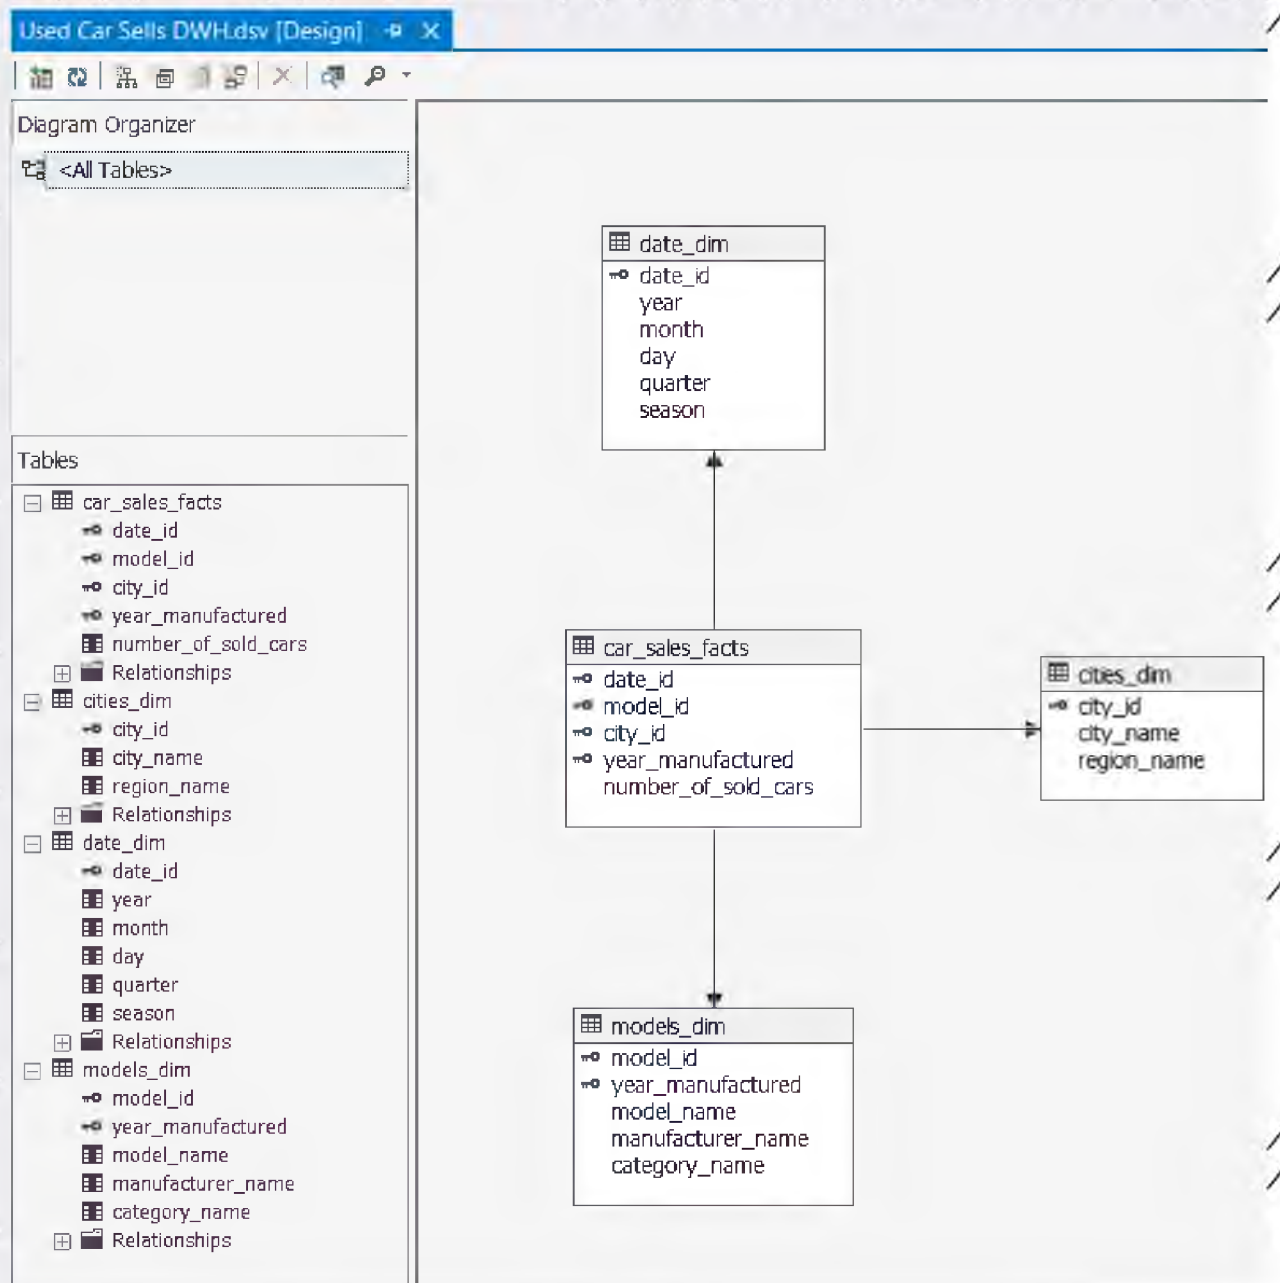 Used Car Sells DWH.dsv [Design]
Diagram Organizer
<All Tables>
Tables
car_sales_facts
date_id
model_id
city_id
year_manufactured
number_of_sold_cars
Relationships
cities_dim
city_id
city_name
region_name
Relationships
date_dim
date_id
year
month
day
quarter
season
Relationships
models_dim
model_id
year_manufactured
model_name
manufacturer_name
category_name
Relationships
date_dim
date_id
year
month
day
quarter
season
car_sales_facts
date_id
model_id
city_id
year_manufactured
number_of_sold_cars
cities_dim
city_id
city_name
region_name
models_dim
model_id
year_manufactured
model_name
manufacturer_name
category_name